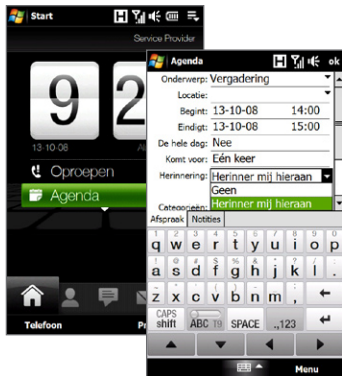 Start
Service Provider
9 2
13-10-08
Oproepen
Agenda
Telefoon
Agenda ok
Onderwerp: Vergadering
Locatie:
Begint: 13-10-08 14:00
Eindigt: 13-10-08 15:00
De hele dag: Nee
Komt voor: Eén keer
Herinnering: Herinner mij hieraan
Geen
Herinner mij hieraan
Categorieën:
Afspraak Notities
q w e r t y u i o p
a s d f g h j k l .
z x c v b n m ,
CAPS
shift ABC T9 SPACE .,123
Menu